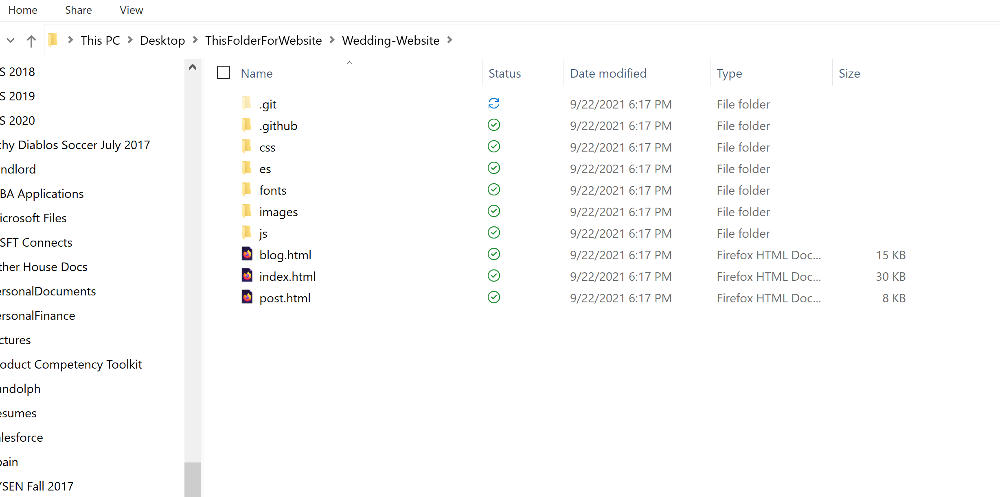 Home Share View
This PC Desktop ThisFolderForWebsite Wedding-Website
S 2018
S 2019
S 2020
chy Diablos Soccer July 2017
ndlord
BA Applications
icrosoft Files
SFT Connects
ther House Docs
ersonalDocuments
ersonalFinance
ctures
oduct Competency Toolkit
andolph
esumes
lesforce
pain
YSEN Fall 2017
Name Status Date modified Type Size
.git 9/22/2021 6:17 PM File folder
.github 9/22/2021 6:17 PM File folder
css 9/22/2021 6:17 PM File folder
es 9/22/2021 6:17 PM File folder
fonts 9/22/2021 6:17 PM File folder
images 9/22/2021 6:17 PM File folder
js 9/22/2021 6:17 PM File folder
blog.html 9/22/2021 6:17 PM Firefox HTML Doc... 15 KB
index.html 9/22/2021 6:17 PM Firefox HTML Doc... 30 KB
post.html 9/22/2021 6:17 PM Firefox HTML Doc... 8 KB